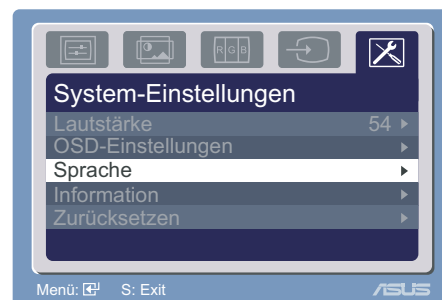 R G B
System-Einstellungen
Lautstärke 54
OSD-Einstellungen
Sprache
Information
Zurücksetzen
Menü: S: Exit ASUS